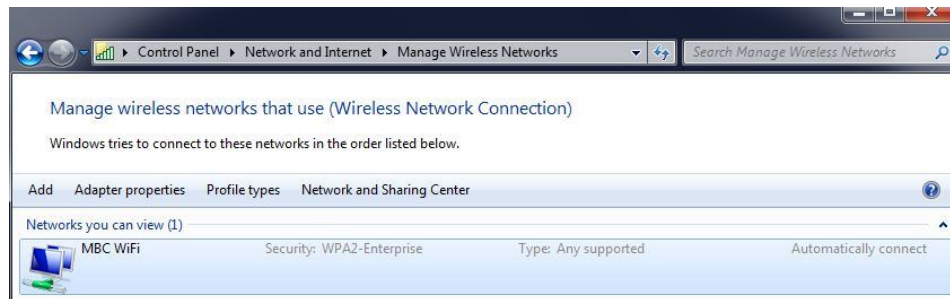 Control Panel ▸ Network and Internet ▸ Manage Wireless Networks Search Manage Wireless Networks
Manage wireless networks that use (Wireless Network Connection)
Windows tries to connect to these networks in the order listed below.
Add Adapter properties Profile types Network and Sharing Center
Networks you can view (1)
MBC WiFi Security: WPA2-Enterprise Type: Any supported Automatically connect